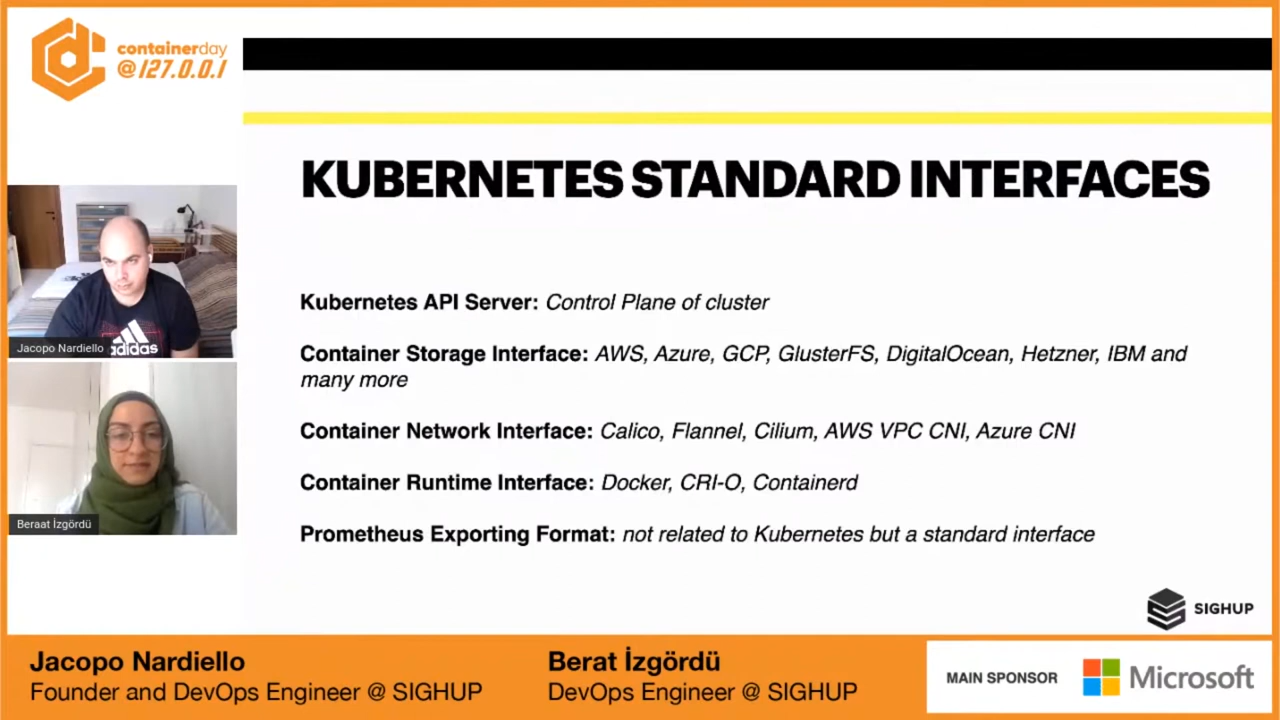 containerday
@127.0.0.1
KUBERNETES STANDARD INTERFACES
Kubernetes API Server: Control Plane of cluster
Container Storage Interface: AWS, Azure, GCP, GlusterFS, DigitalOcean, Hetzner, IBM and
many more
Container Network Interface: Calico, Flannel, Cilium, AWS VPC CNI, Azure CNI
Container Runtime Interface: Docker, CRI-O, Containerd
Prometheus Exporting Format: not related to Kubernetes but a standard interface
SIGHUP
adidas
Jacopo Nardiello
Beraat İzgördü
Jacopo Nardiello
Founder and DevOps Engineer @ SIGHUP
Berat İzgördü
DevOps Engineer @ SIGHUP
MAIN SPONSOR
Microsoft